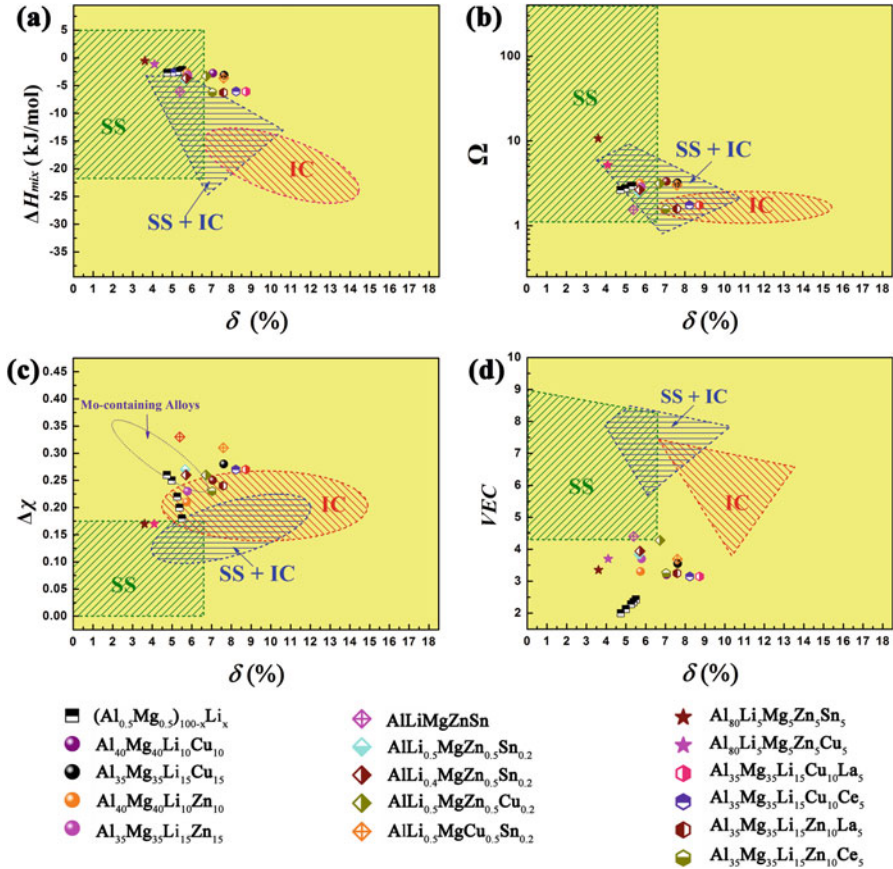 (a)
5
0
-5
-10
-15
-20
-25
-30
-35
ΔH_mix (kJ/mol)
SS
SS + IC
IC
0 1 2 3 4 5 6 7 8 9 10 11 12 13 14 15 16 17 18
δ (%)
(b)
100
10
1
Ω
SS
SS + IC
IC
0 1 2 3 4 5 6 7 8 9 10 11 12 13 14 15 16 17 18
δ (%)
(c)
0.45
0.40
0.35
0.30
0.25
0.20
0.15
0.10
0.05
0.00
Δχ
Mo-containing Alloys
IC
SS + IC
SS
0 1 2 3 4 5 6 7 8 9 10 11 12 13 14 15 16 17 18
δ (%)
(d)
10
9
8
7
6
5
4
3
2
VEC
SS + IC
SS
IC
0 1 2 3 4 5 6 7 8 9 10 11 12 13 14 15 16 17 18
δ (%)
(Al₀.₅Mg₀.₅)₁₀₀₋ₓLiₓ
Al₄₀Mg₄₀Li₁₀Cu₁₀
Al₃₅Mg₃₅Li₁₅Cu₁₅
Al₄₀Mg₄₀Li₁₀Zn₁₀
Al₃₅Mg₃₅Li₁₅Zn₁₅
AlLiMgZnSn
AlLi₀.₅MgZn₀.₅Sn₀.₂
AlLi₀.₄MgZn₀.₅Sn₀.₂
AlLi₀.₅MgZn₀.₅Cu₀.₂
AlLi₀.₅MgCu₀.₅Sn₀.₂
Al₈₀Li₅Mg₅Zn₅Sn₅
Al₈₀Li₅Mg₅Zn₅Cu₅
Al₃₅Mg₃₅Li₁₅Cu₁₀La₅
Al₃₅Mg₃₅Li₁₅Cu₁₀Ce₅
Al₃₅Mg₃₅Li₁₅Zn₁₀La₅
Al₃₅Mg₃₅Li₁₅Zn₁₀Ce₅